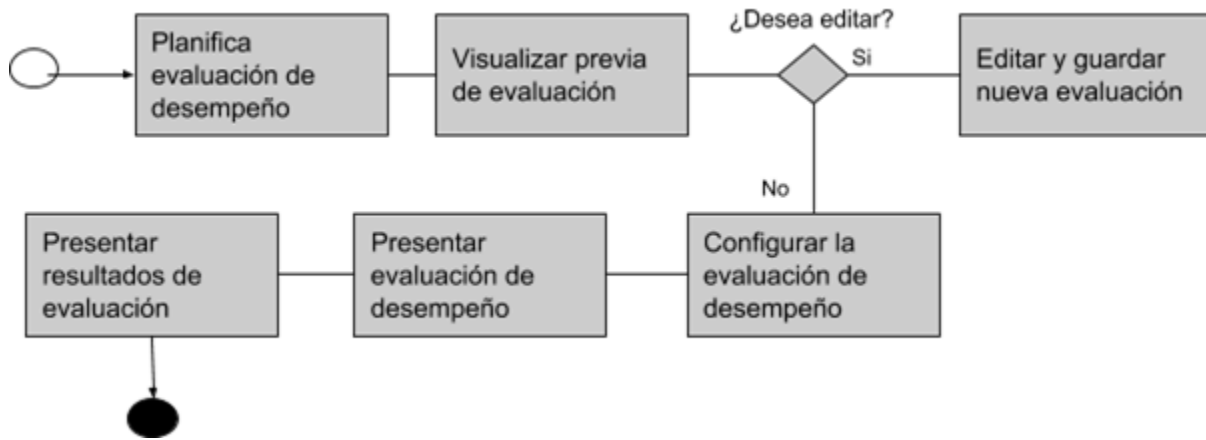 Planifica
evaluación de
desempeño
Visualizar previa
de evaluación
¿Desea editar?
Si
Editar y guardar
nueva evaluación
No
Configurar la
evaluación de
desempeño
Presentar
evaluación de
desempeño
Presentar
resultados de
evaluación